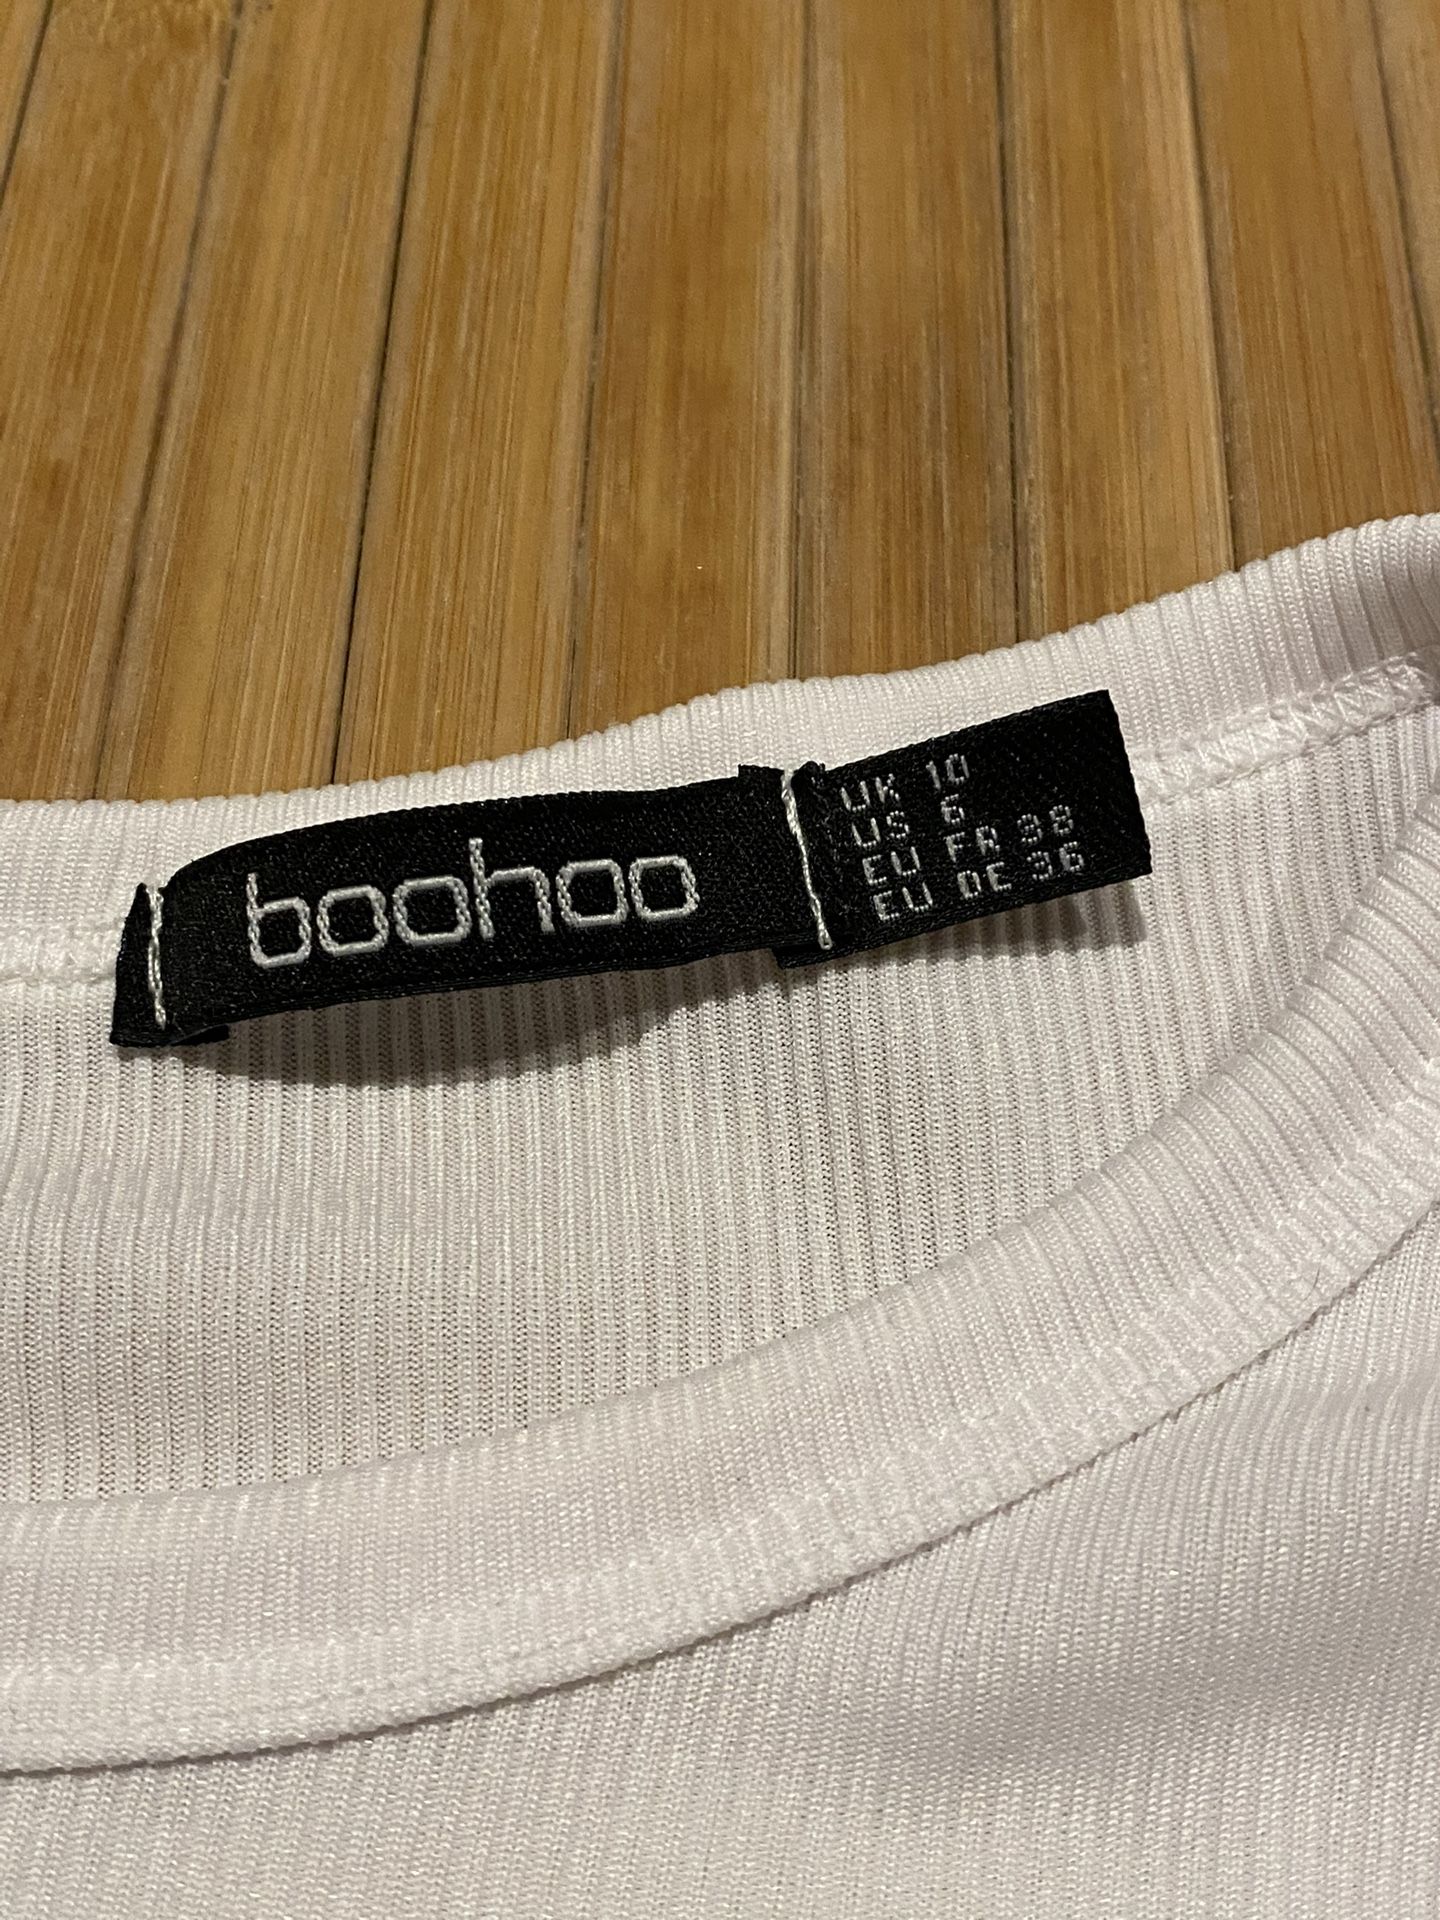 boohoo
UK 10
US 6
EU FR 38
EU DE 36